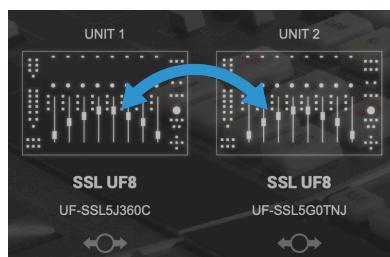 UNIT 1
UNIT 2
SSL UF8
SSL UF8
UF-SSL5J360C
UF-SSL5G0TNJ